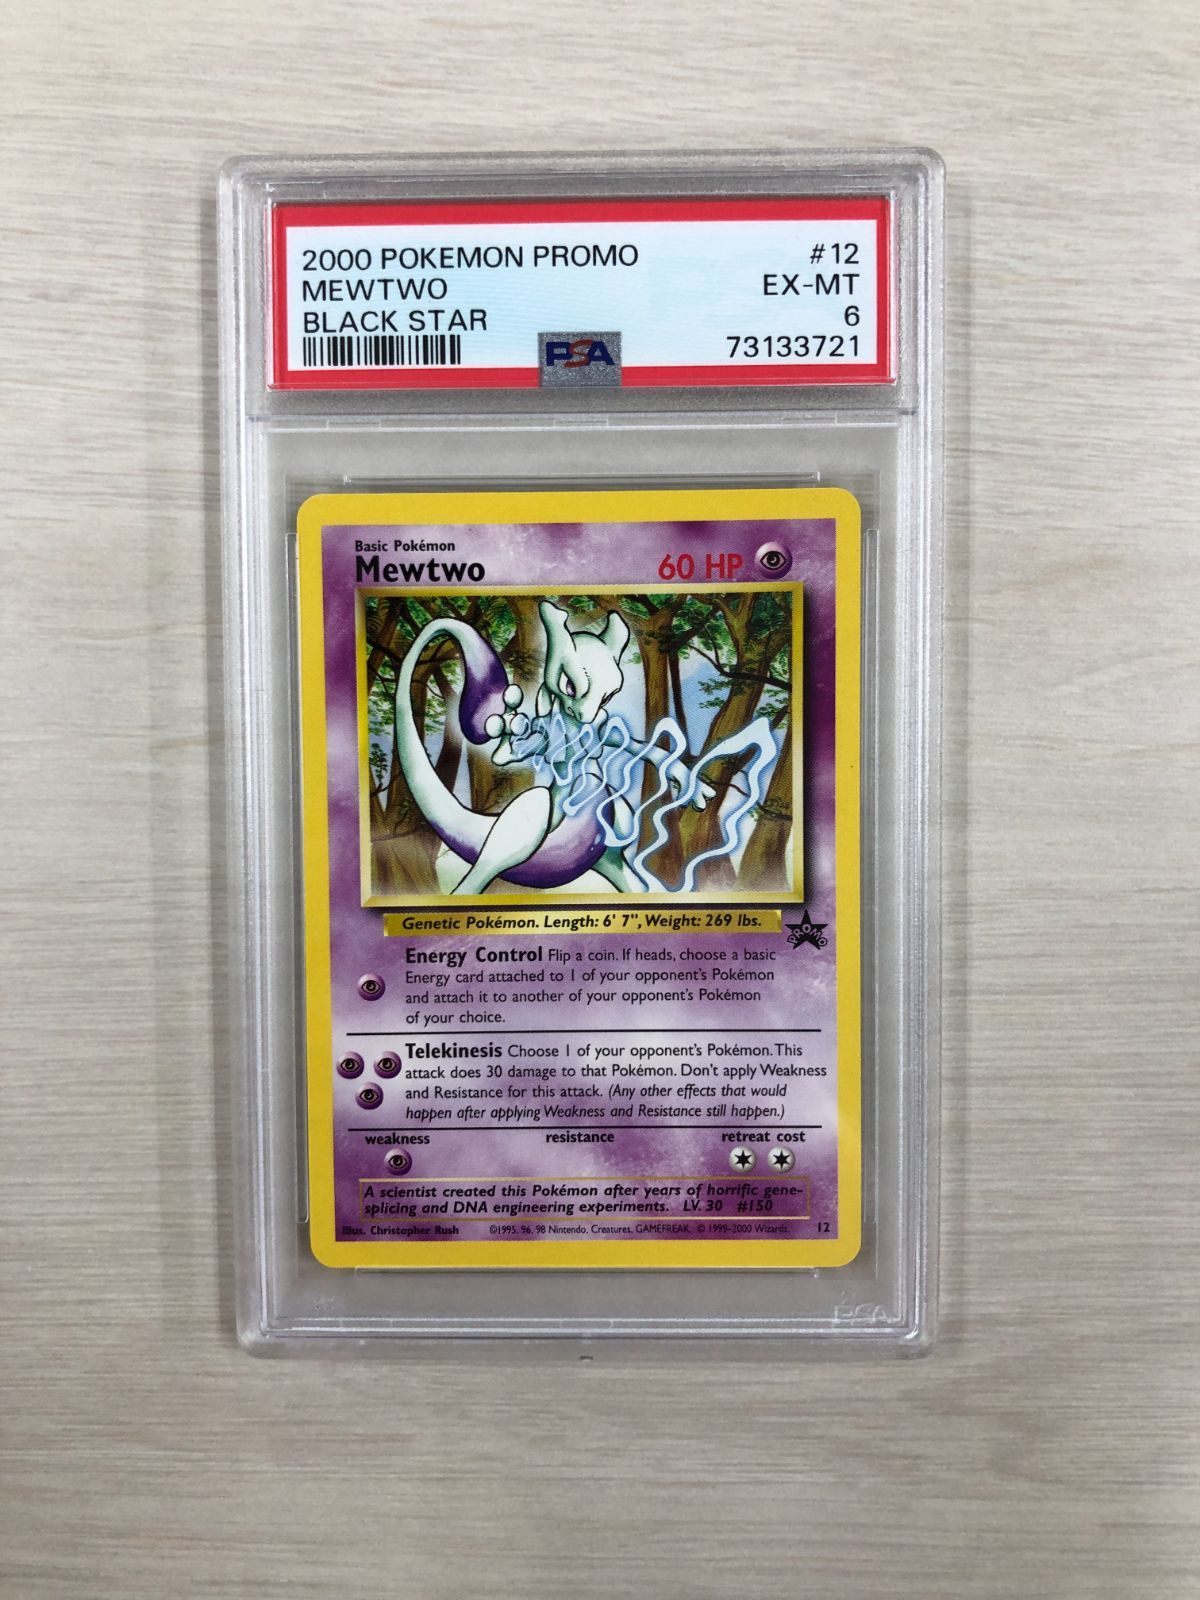 2000 POKEMON PROMO #12
MEWTWO EX-MT
BLACK STAR 6
PSA 73133721
Basic Pokémon
Mewtwo 60 HP
Genetic Pokémon. Length: 6' 7", Weight: 269 lbs.
PROMO
Energy Control Flip a coin. If heads, choose a basic
Energy card attached to 1 of your opponent's Pokémon
and attach it to another of your opponent's Pokémon
of your choice.
Telekinesis Choose 1 of your opponent's Pokémon. This
attack does 30 damage to that Pokémon. Don't apply Weakness
and Resistance for this attack. (Any other effects that would
happen after applying Weakness and Resistance still happen.)
weakness resistance retreat cost
A scientist created this Pokémon after years of horrific gene-
splicing and DNA engineering experiments. LV. 30 #150
Illus. Christopher Rush ©1995, 96, 98 Nintendo, Creatures, GAMEFREAK. © 1999-2000 Wizards. 12
PSA